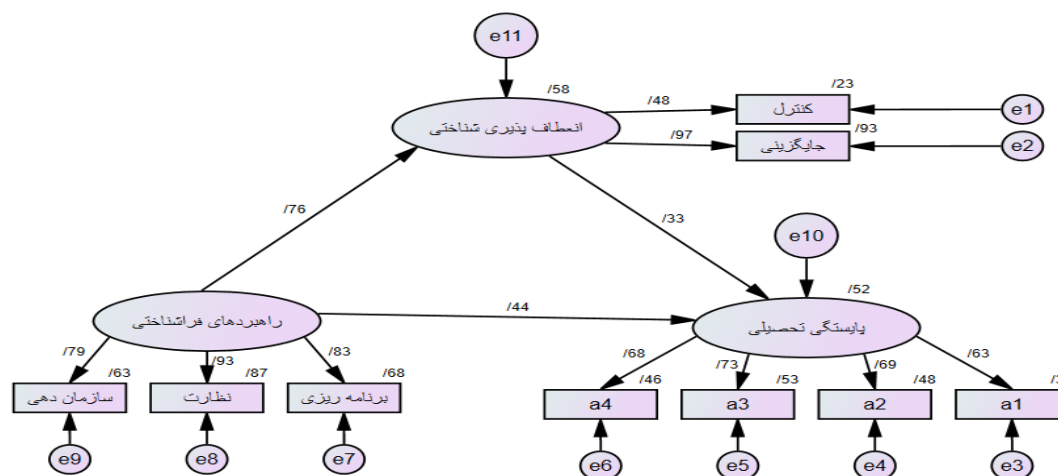 e11
/58
انعطاف پذیری شناختی
/48
/23
کنترل
e1
/97
/93
جایگزینی
e2
/76
/33
e10
/52
راهبردهای فراشناختی
/44
پایستگی تحصیلی
/79
/93
/83
/68
/73
/69
/63
/63
سازمان دهی
/87
نظارت
/68
برنامه ریزی
/46
a4
/53
a3
/48
a2
a1
e9
e8
e7
e6
e5
e4
e3